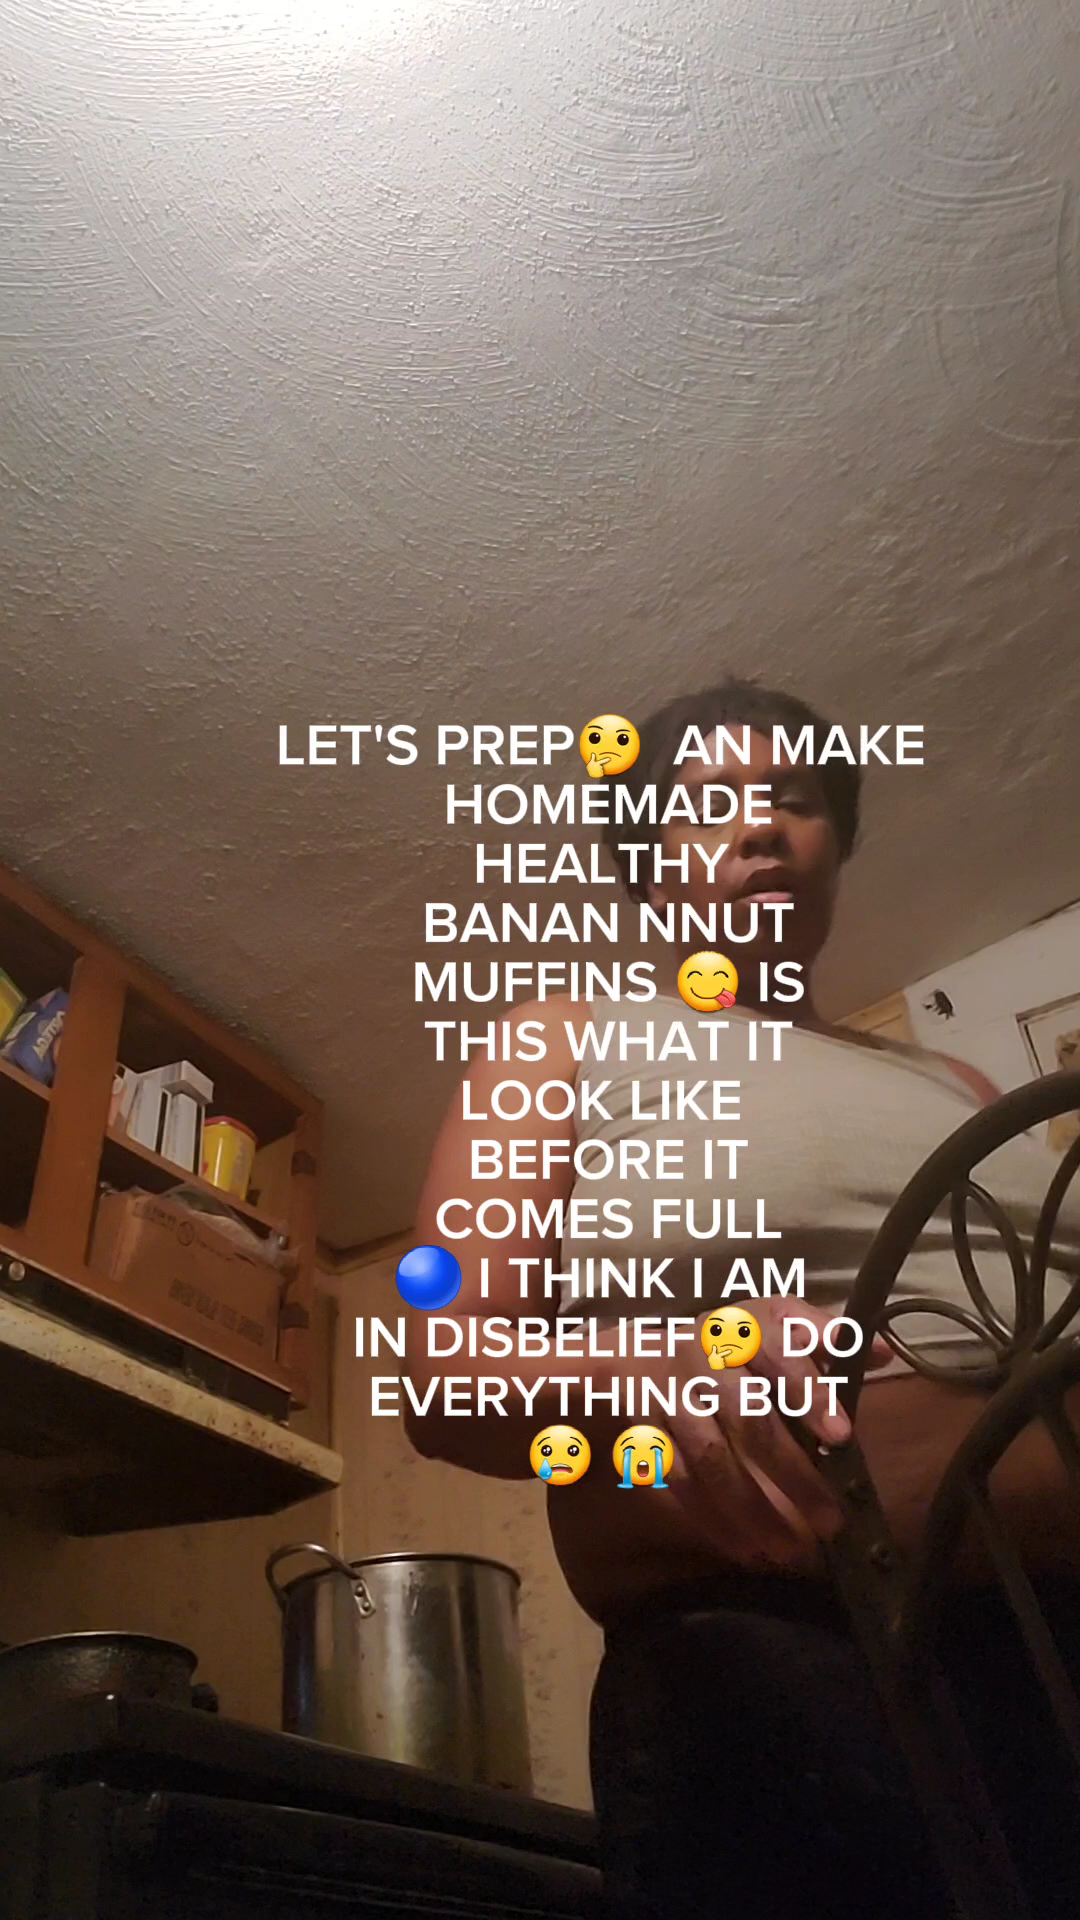 LET'S PREP🤔 AN MAKE
HOMEMADE
HEALTHY
BANAN NNUT
MUFFINS 😋 IS
THIS WHAT IT
LOOK LIKE
BEFORE IT
COMES FULL
🔵 I THINK I AM
IN DISBELIEF🤔 DO
EVERYTHING BUT
😢 😭